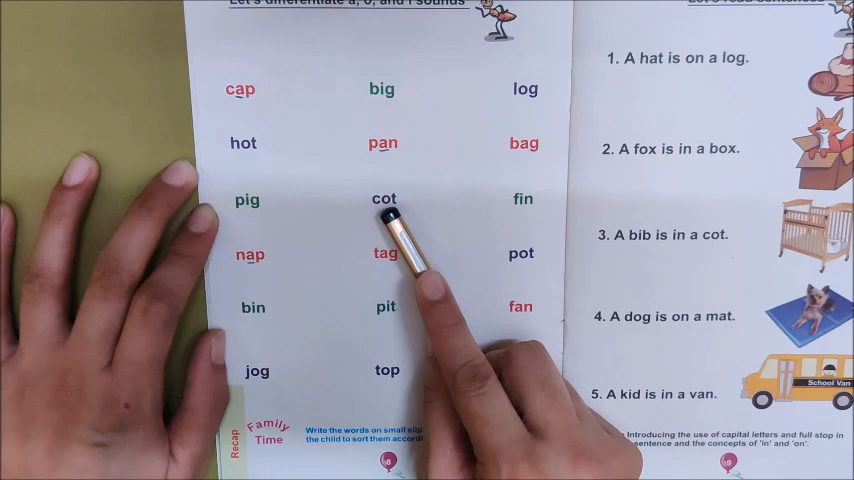 Let's differentiate a, o, and i sounds
cap big log
hot pan bag
pig cot fin
nap tag pot
bin pit fan
jog top
Recap
Family
Time
Write the words on small slip
the child to sort them accordi
Let's read sentences
1. A hat is on a log.
2. A fox is in a box.
3. A bib is in a cot.
4. A dog is on a mat.
5. A kid is in a van.
School Van
Introducing the use of capital letters and full stop in
sentence and the concepts of 'in' and 'on'.